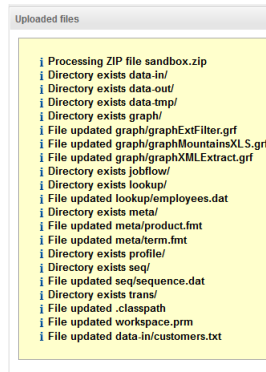 Uploaded files
Processing ZIP file sandbox.zip
Directory exists data-in/
Directory exists data-out/
Directory exists data-tmp/
Directory exists graph/
File updated graph/graphExtFilter.grf
File updated graph/graphMountainsXLS.grf
File updated graph/graphXMLExtract.grf
Directory exists jobflow/
Directory exists lookup/
File updated lookup/employees.dat
Directory exists meta/
File updated meta/product.fmt
File updated meta/term.fmt
Directory exists profile/
Directory exists seq/
File updated seq/sequence.dat
Directory exists trans/
File updated .classpath
File updated workspace.prm
File updated data-in/customers.txt